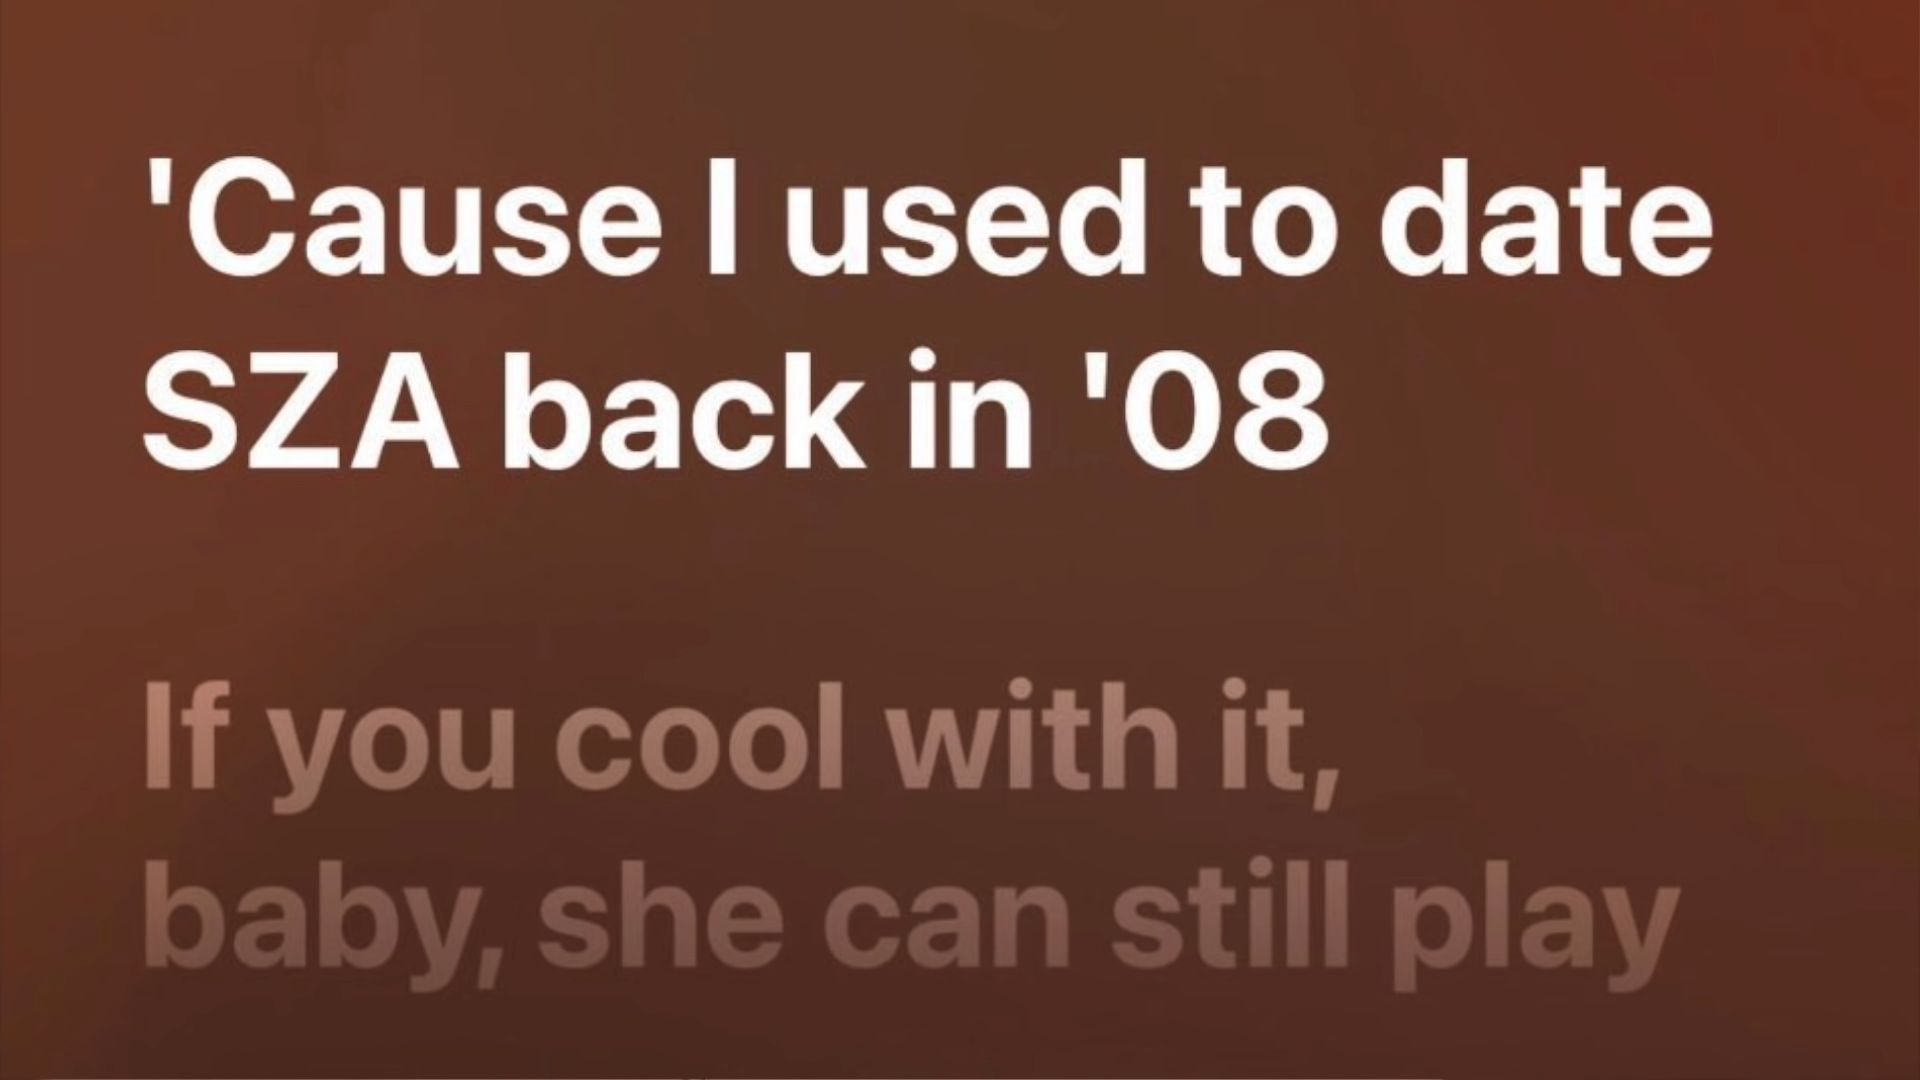 'Cause I used to date
SZA back in '08
If you cool with it,
baby, she can still play